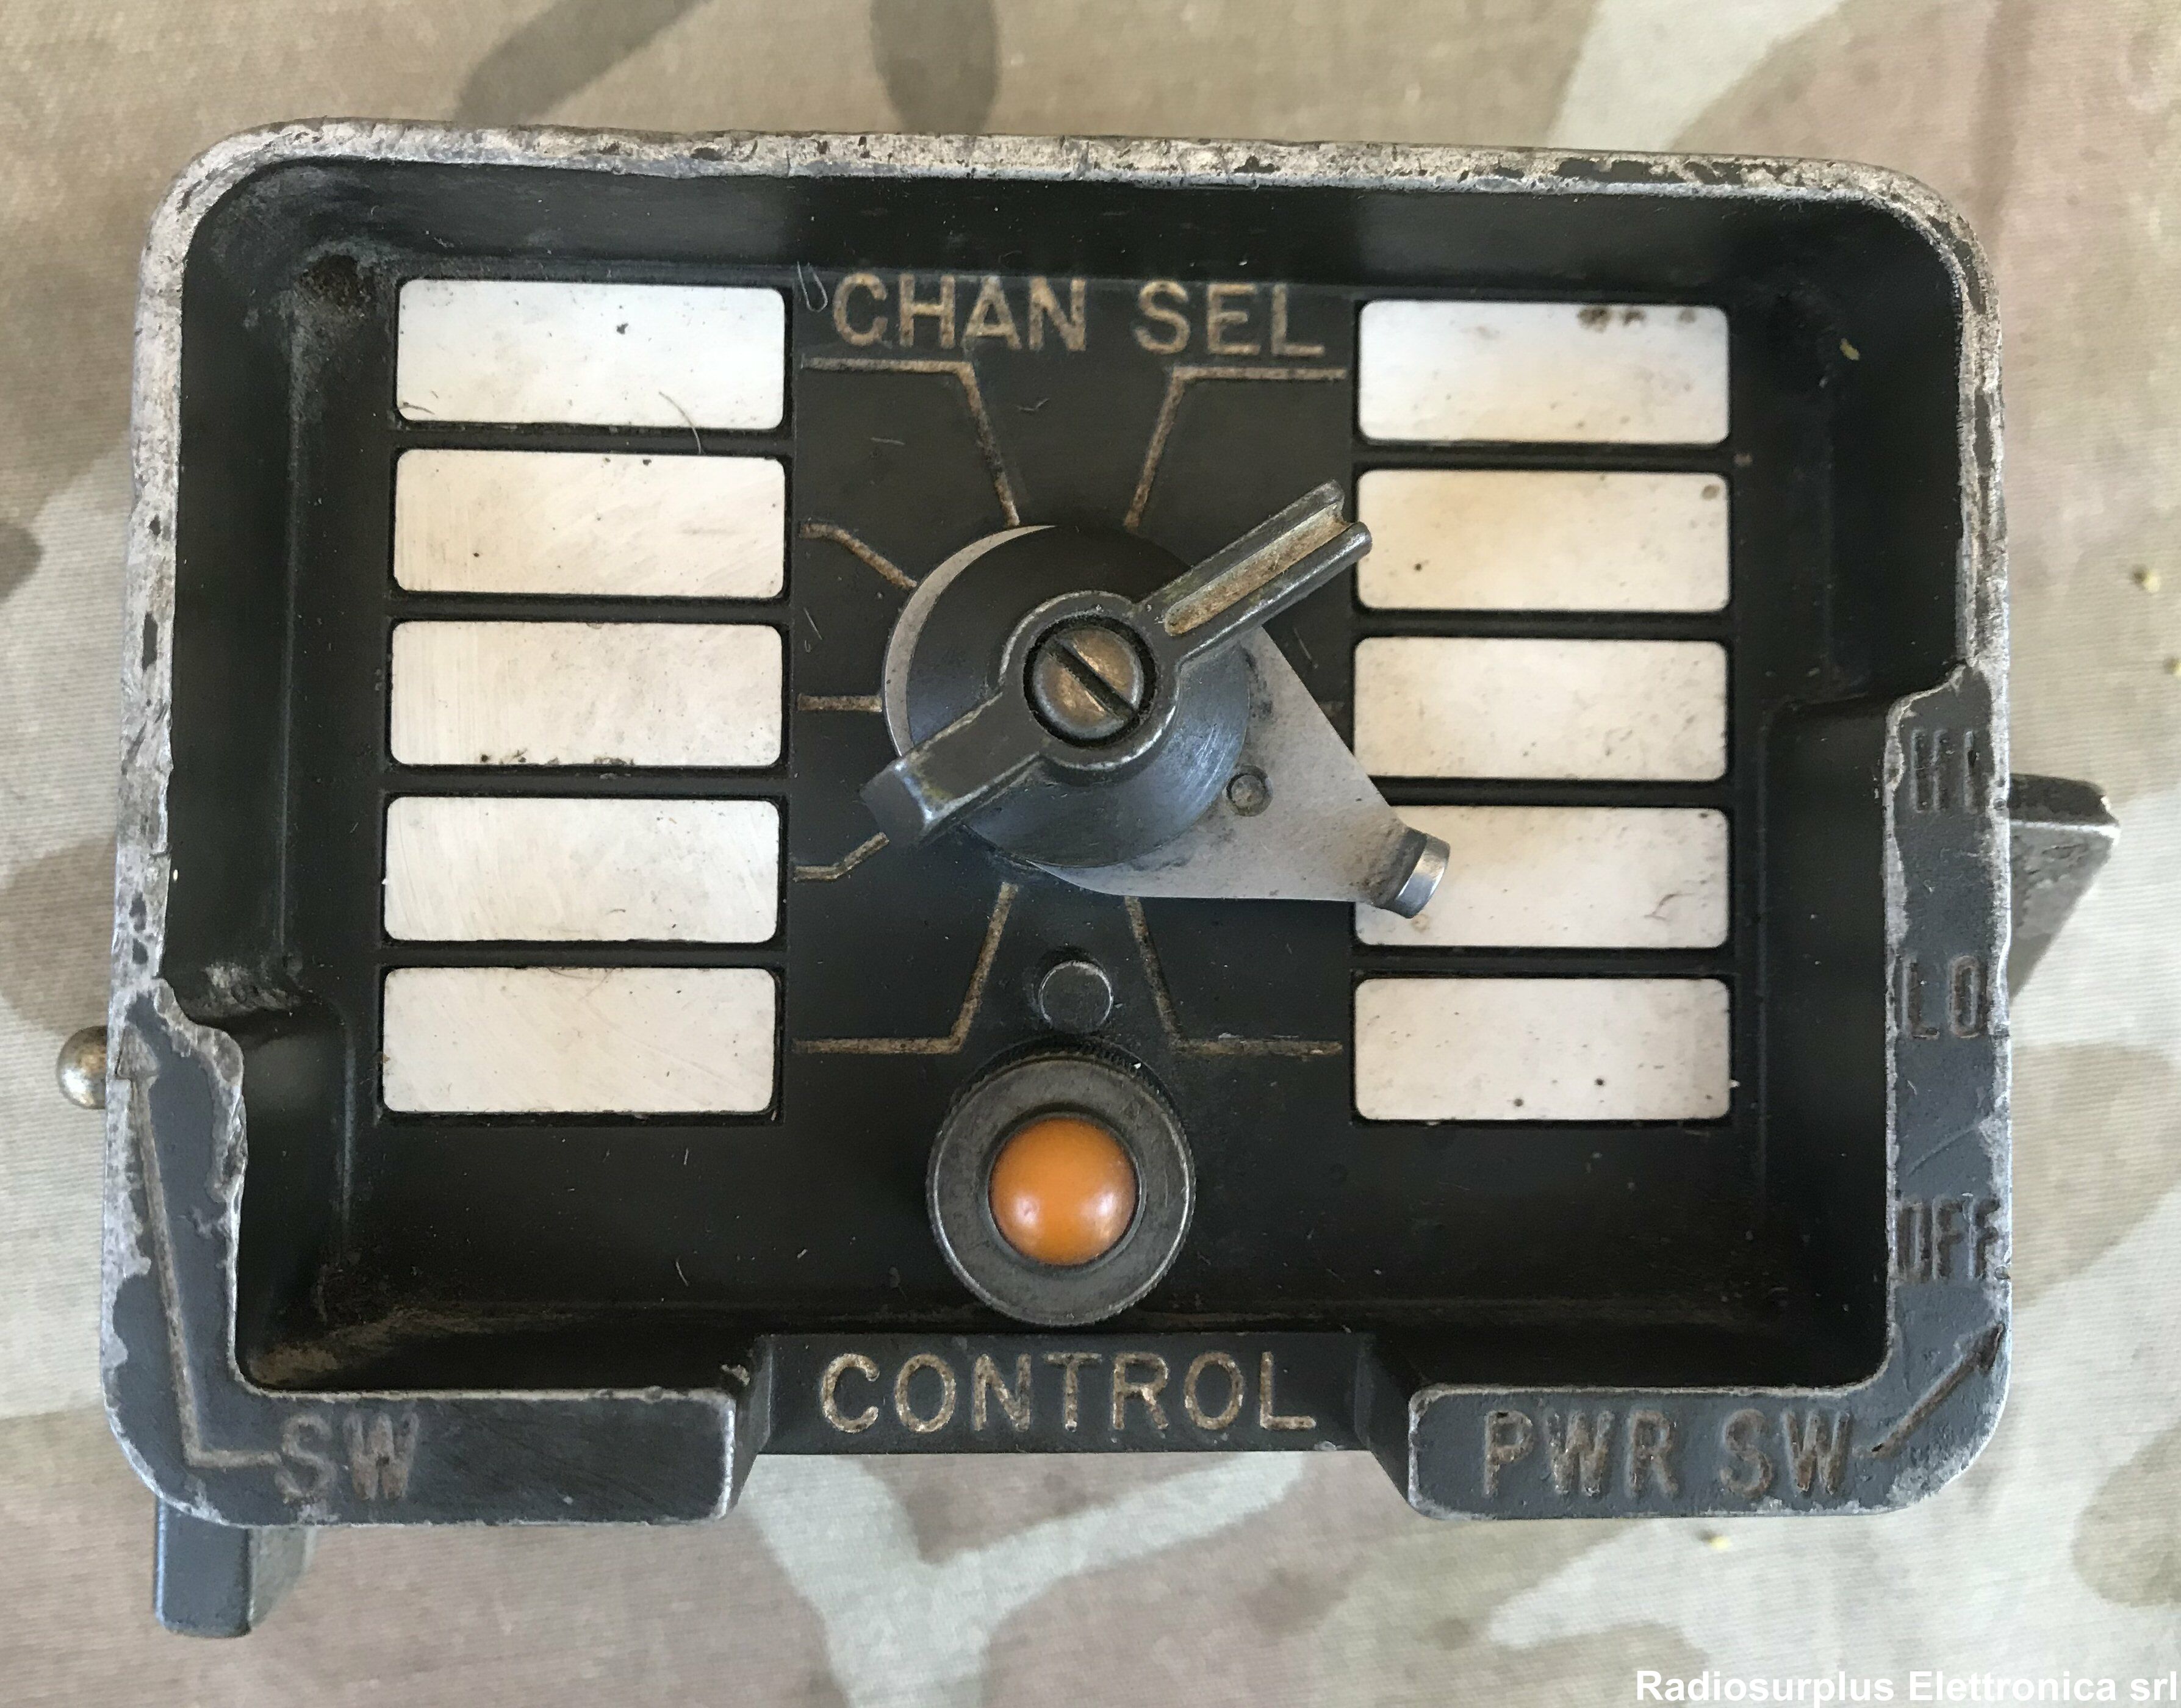 CHAN SEL
HI
LO
OFF
CONTROL
SW
PWR SW
Radiosurplus Elettronica srl